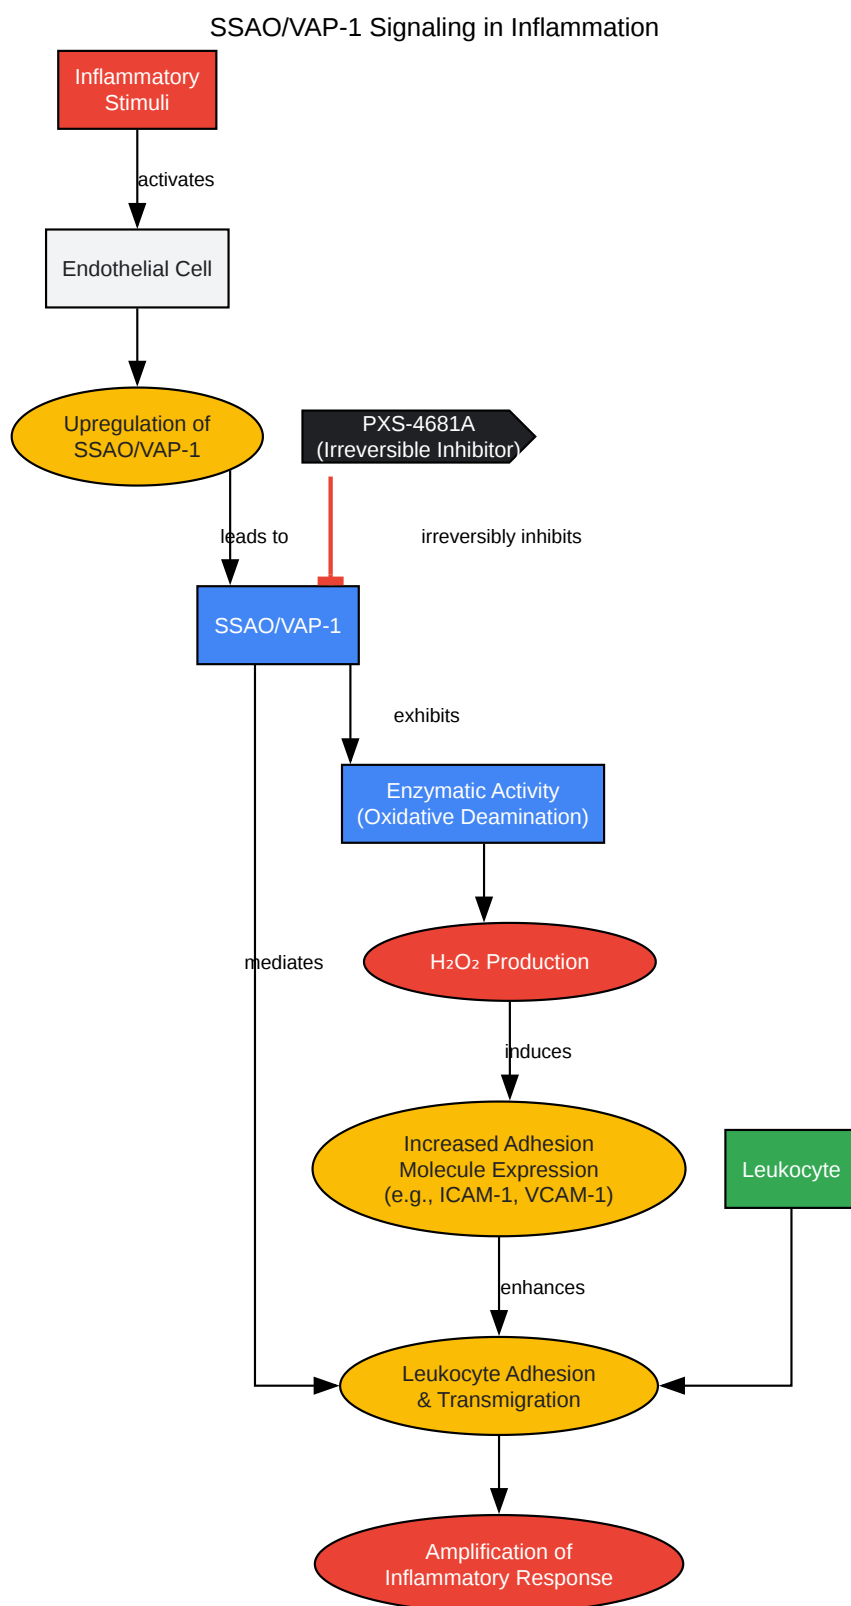 SSAO/VAP-1 Signaling in Inflammation
Inflammatory
Stimuli
activates
Endothelial Cell
Upregulation of
SSAO/VAP-1
PXS-4681A
(Irreversible Inhibitor)
leads to
irreversibly inhibits
SSAO/VAP-1
exhibits
Enzymatic Activity
(Oxidative Deamination)
mediates
H₂O₂ Production
induces
Increased Adhesion
Molecule Expression
(e.g., ICAM-1, VCAM-1)
Leukocyte
enhances
Leukocyte Adhesion
& Transmigration
Amplification of
Inflammatory Response